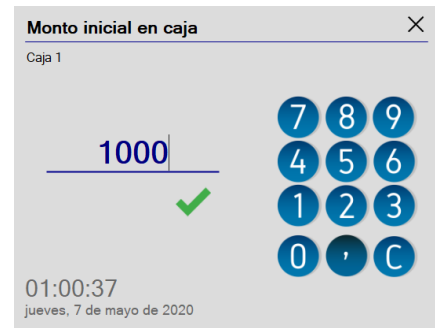 Monto inicial en caja
Caja 1
1000
7 8 9
4 5 6
1 2 3
0 , C
01:00:37
jueves, 7 de mayo de 2020